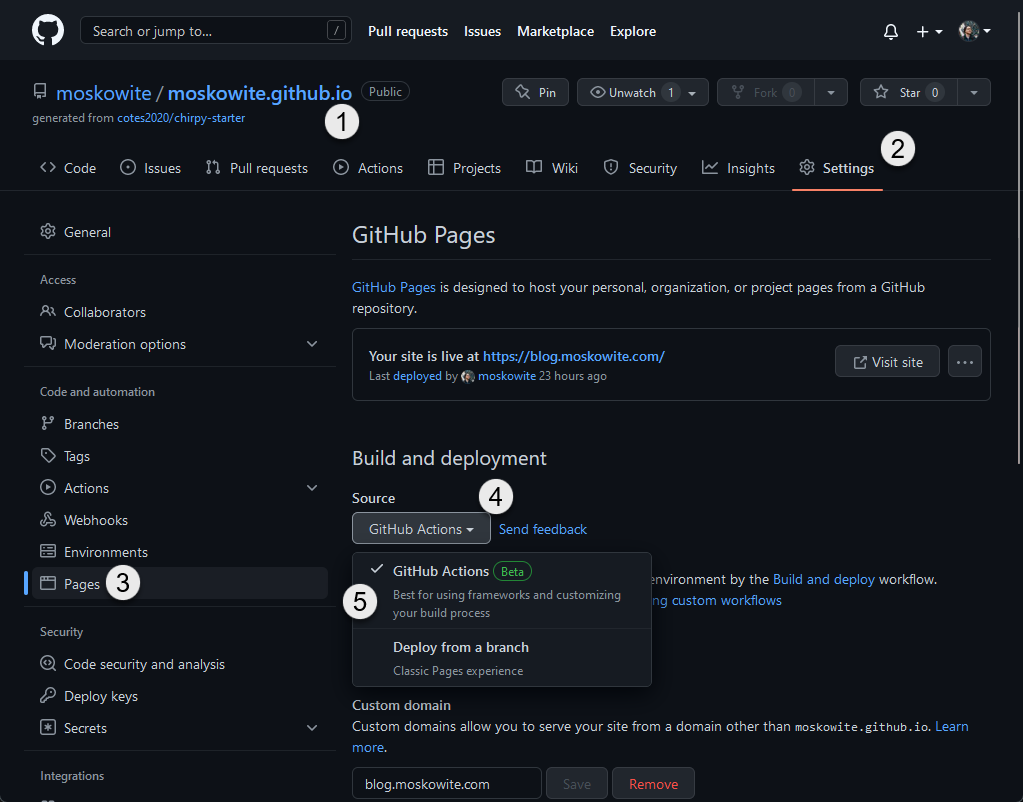 Search or jump to... /
Pull requests Issues Marketplace Explore
moskowite / moskowite.github.io Public
Pin Unwatch 1 Fork 0 Star 0
generated from cotes2020/chirpy-starter
1
2
Code Issues Pull requests Actions Projects Wiki Security Insights Settings
General
Access
Collaborators
Moderation options
Code and automation
Branches
Tags
Actions
Webhooks
Environments
Pages 3
Security
Code security and analysis
Deploy keys
Secrets
Integrations
GitHub Pages
GitHub Pages is designed to host your personal, organization, or project pages from a GitHub
repository.
Your site is live at https://blog.moskowite.com/
Last deployed by moskowite 23 hours ago
Visit site ...
Build and deployment
Source
4
GitHub Actions Send feedback
GitHub Actions Beta
Best for using frameworks and customizing
your build process
5
Deploy from a branch
Classic Pages experience
environment by the Build and deploy workflow.
ng custom workflows
Custom domain
Custom domains allow you to serve your site from a domain other than moskowite.github.io. Learn
more.
blog.moskowite.com Save Remove